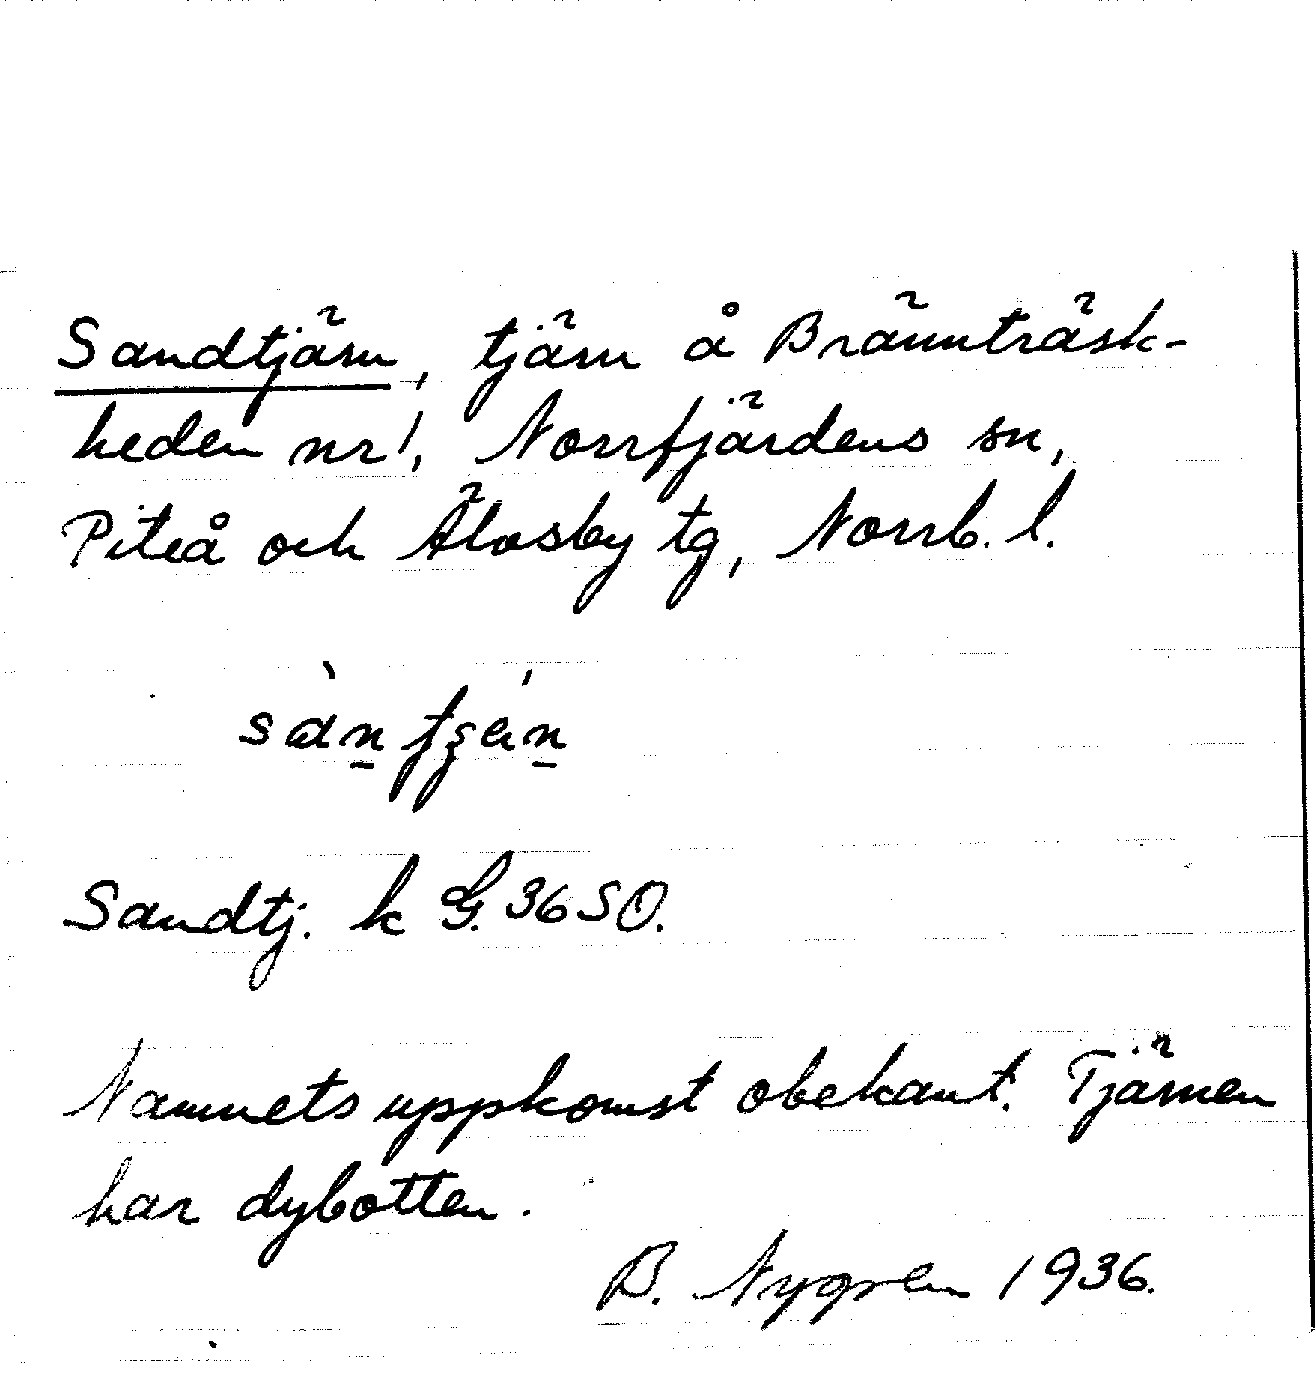 Sandtjärn, tjärn å Brännträsk-
heden nr 1, Norrfjärdens sn,
Piteå och Älvsby tg, Norrb. l.
Sandtj. k G. 36 SO.
Namnets uppkomst obekant. Tjärnen
har dybotten.
B. Nygren 1936.